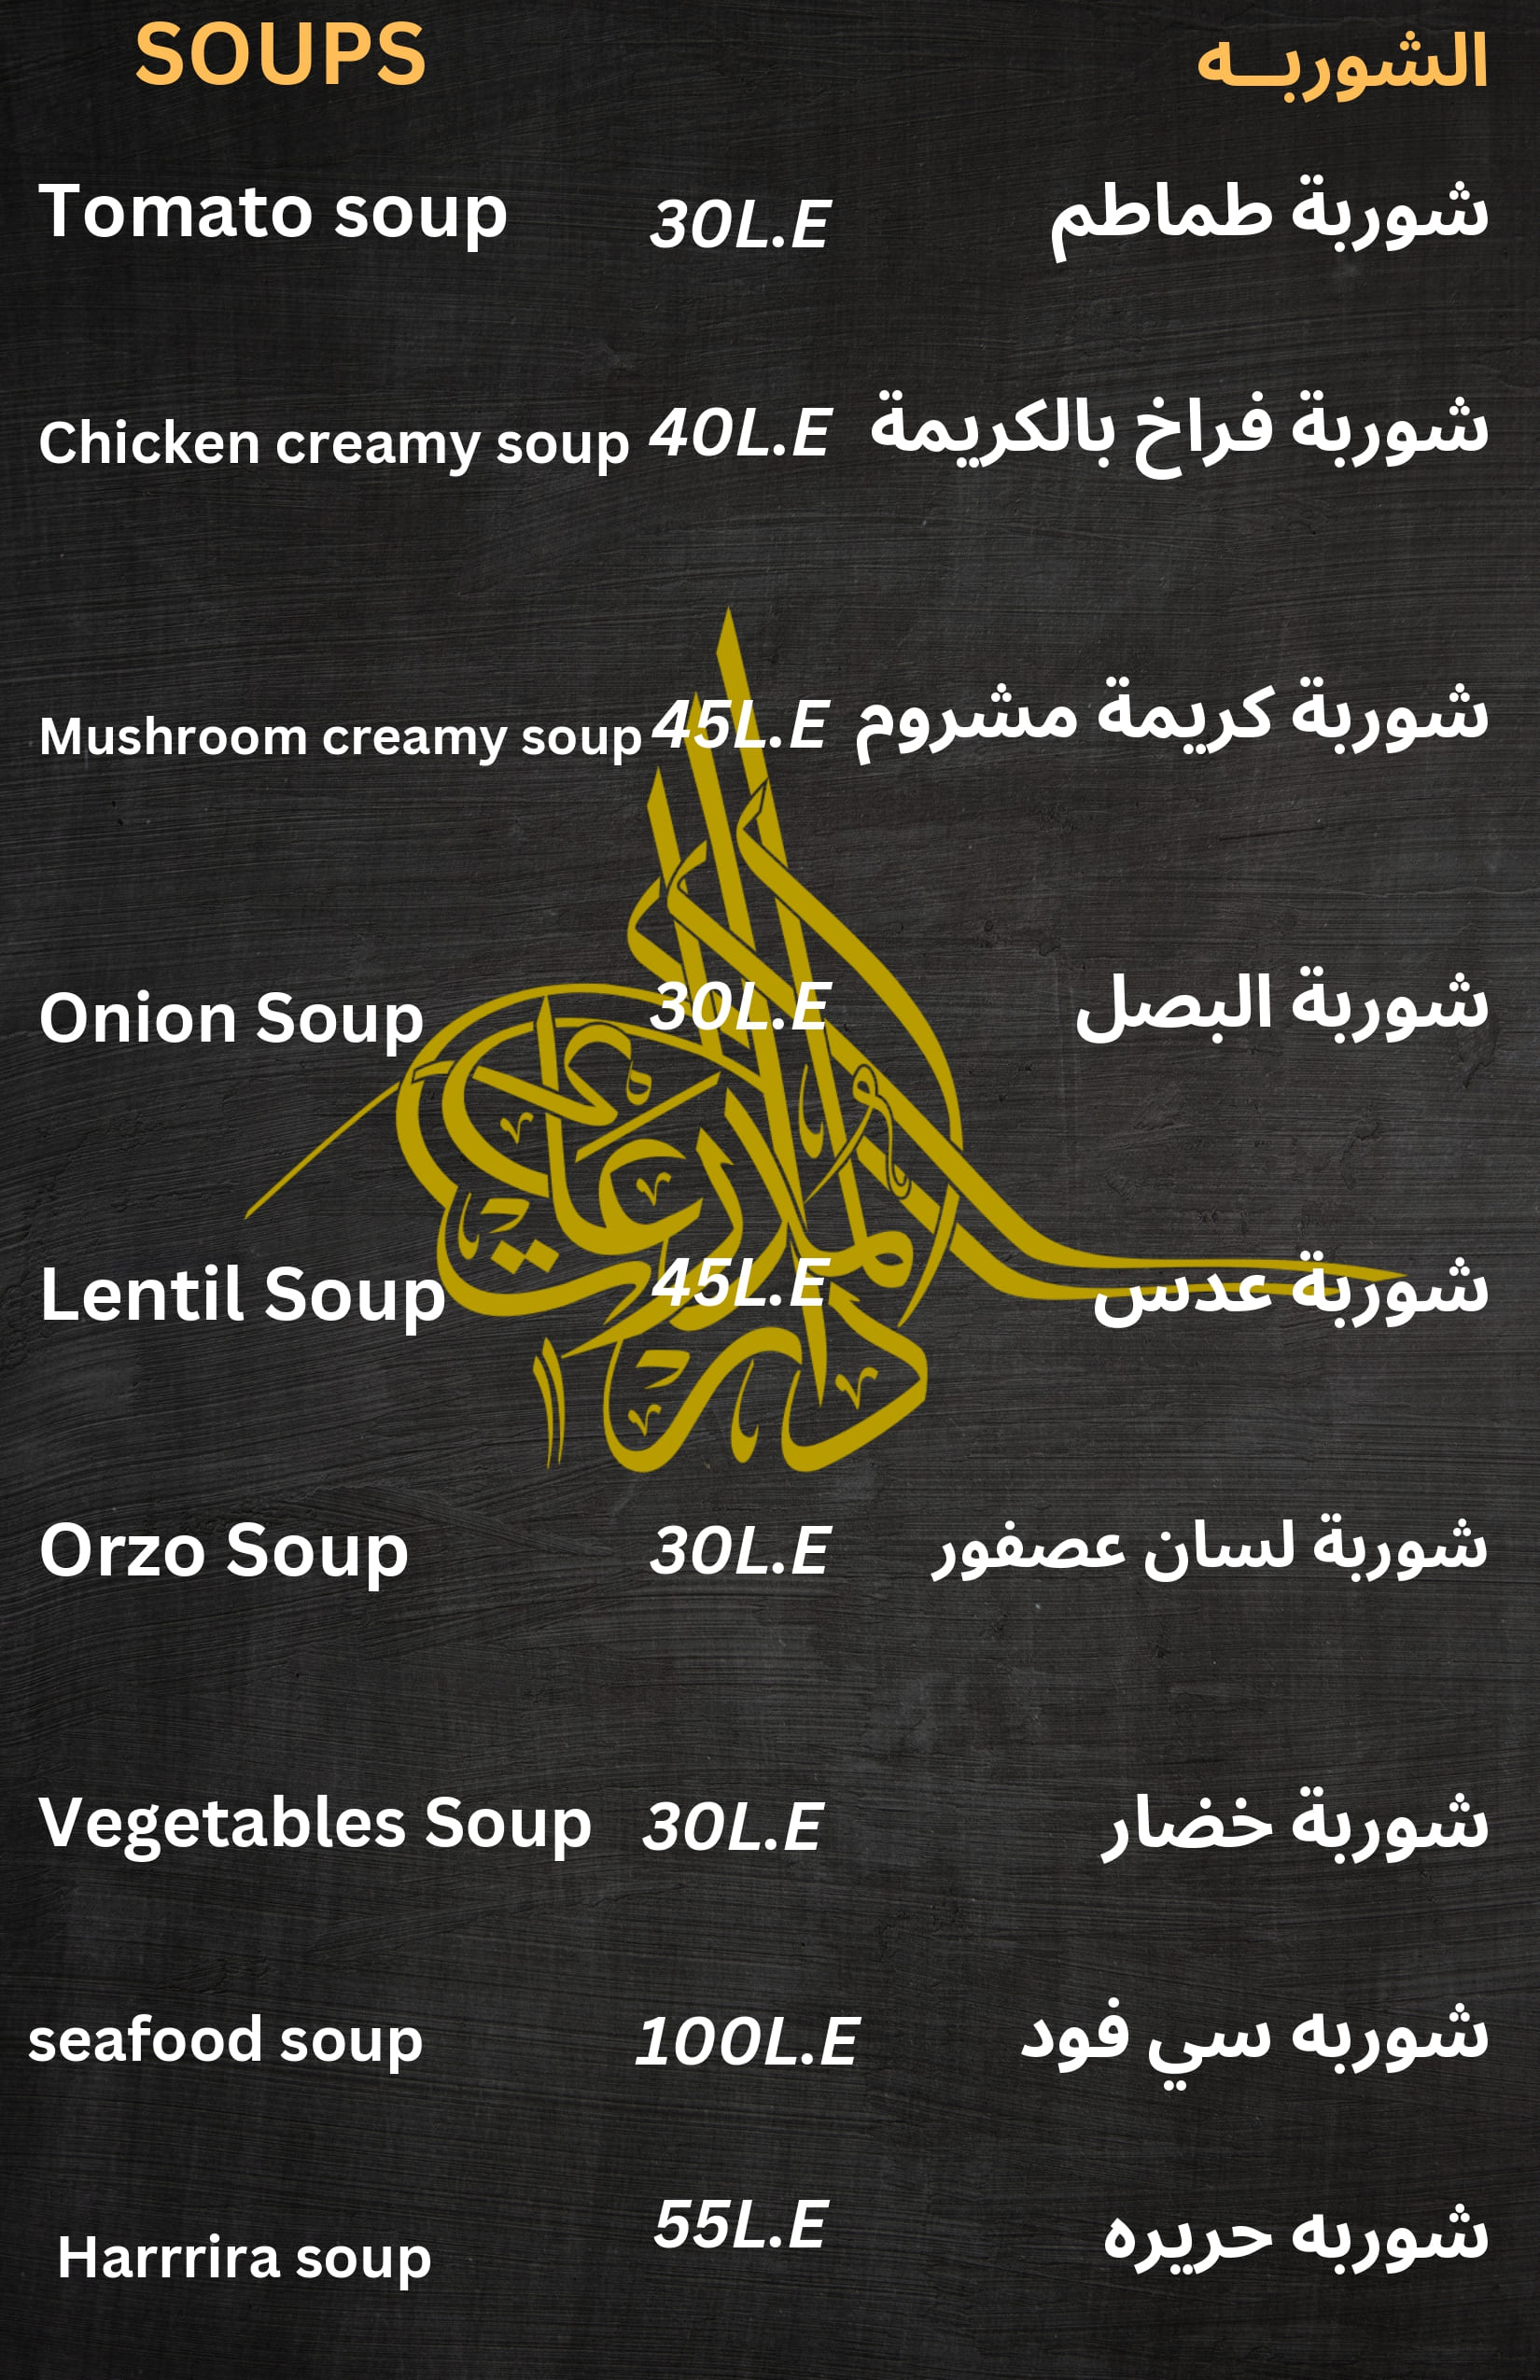 SOUPS الشوربــه
Tomato soup 30L.E شوربة طماطم
Chicken creamy soup 40L.E شوربة فراخ بالكريمة
Mushroom creamy soup 45L.E شوربة كريمة مشروم
Onion Soup 30L.E شوربة البصل
Lentil Soup 45L.E شوربة عدس
Orzo Soup 30L.E شوربة لسان عصفور
Vegetables Soup 30L.E شوربة خضار
seafood soup 100L.E شوربه سي فود
Harrrira soup 55L.E شوربه حريره